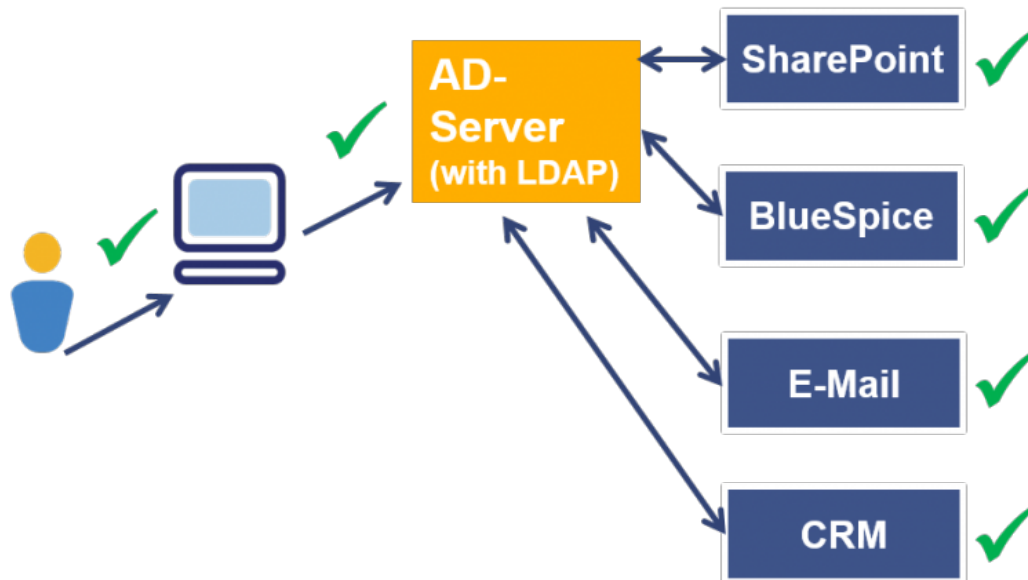 AD-
Server
(with LDAP)
SharePoint
BlueSpice
E-Mail
CRM